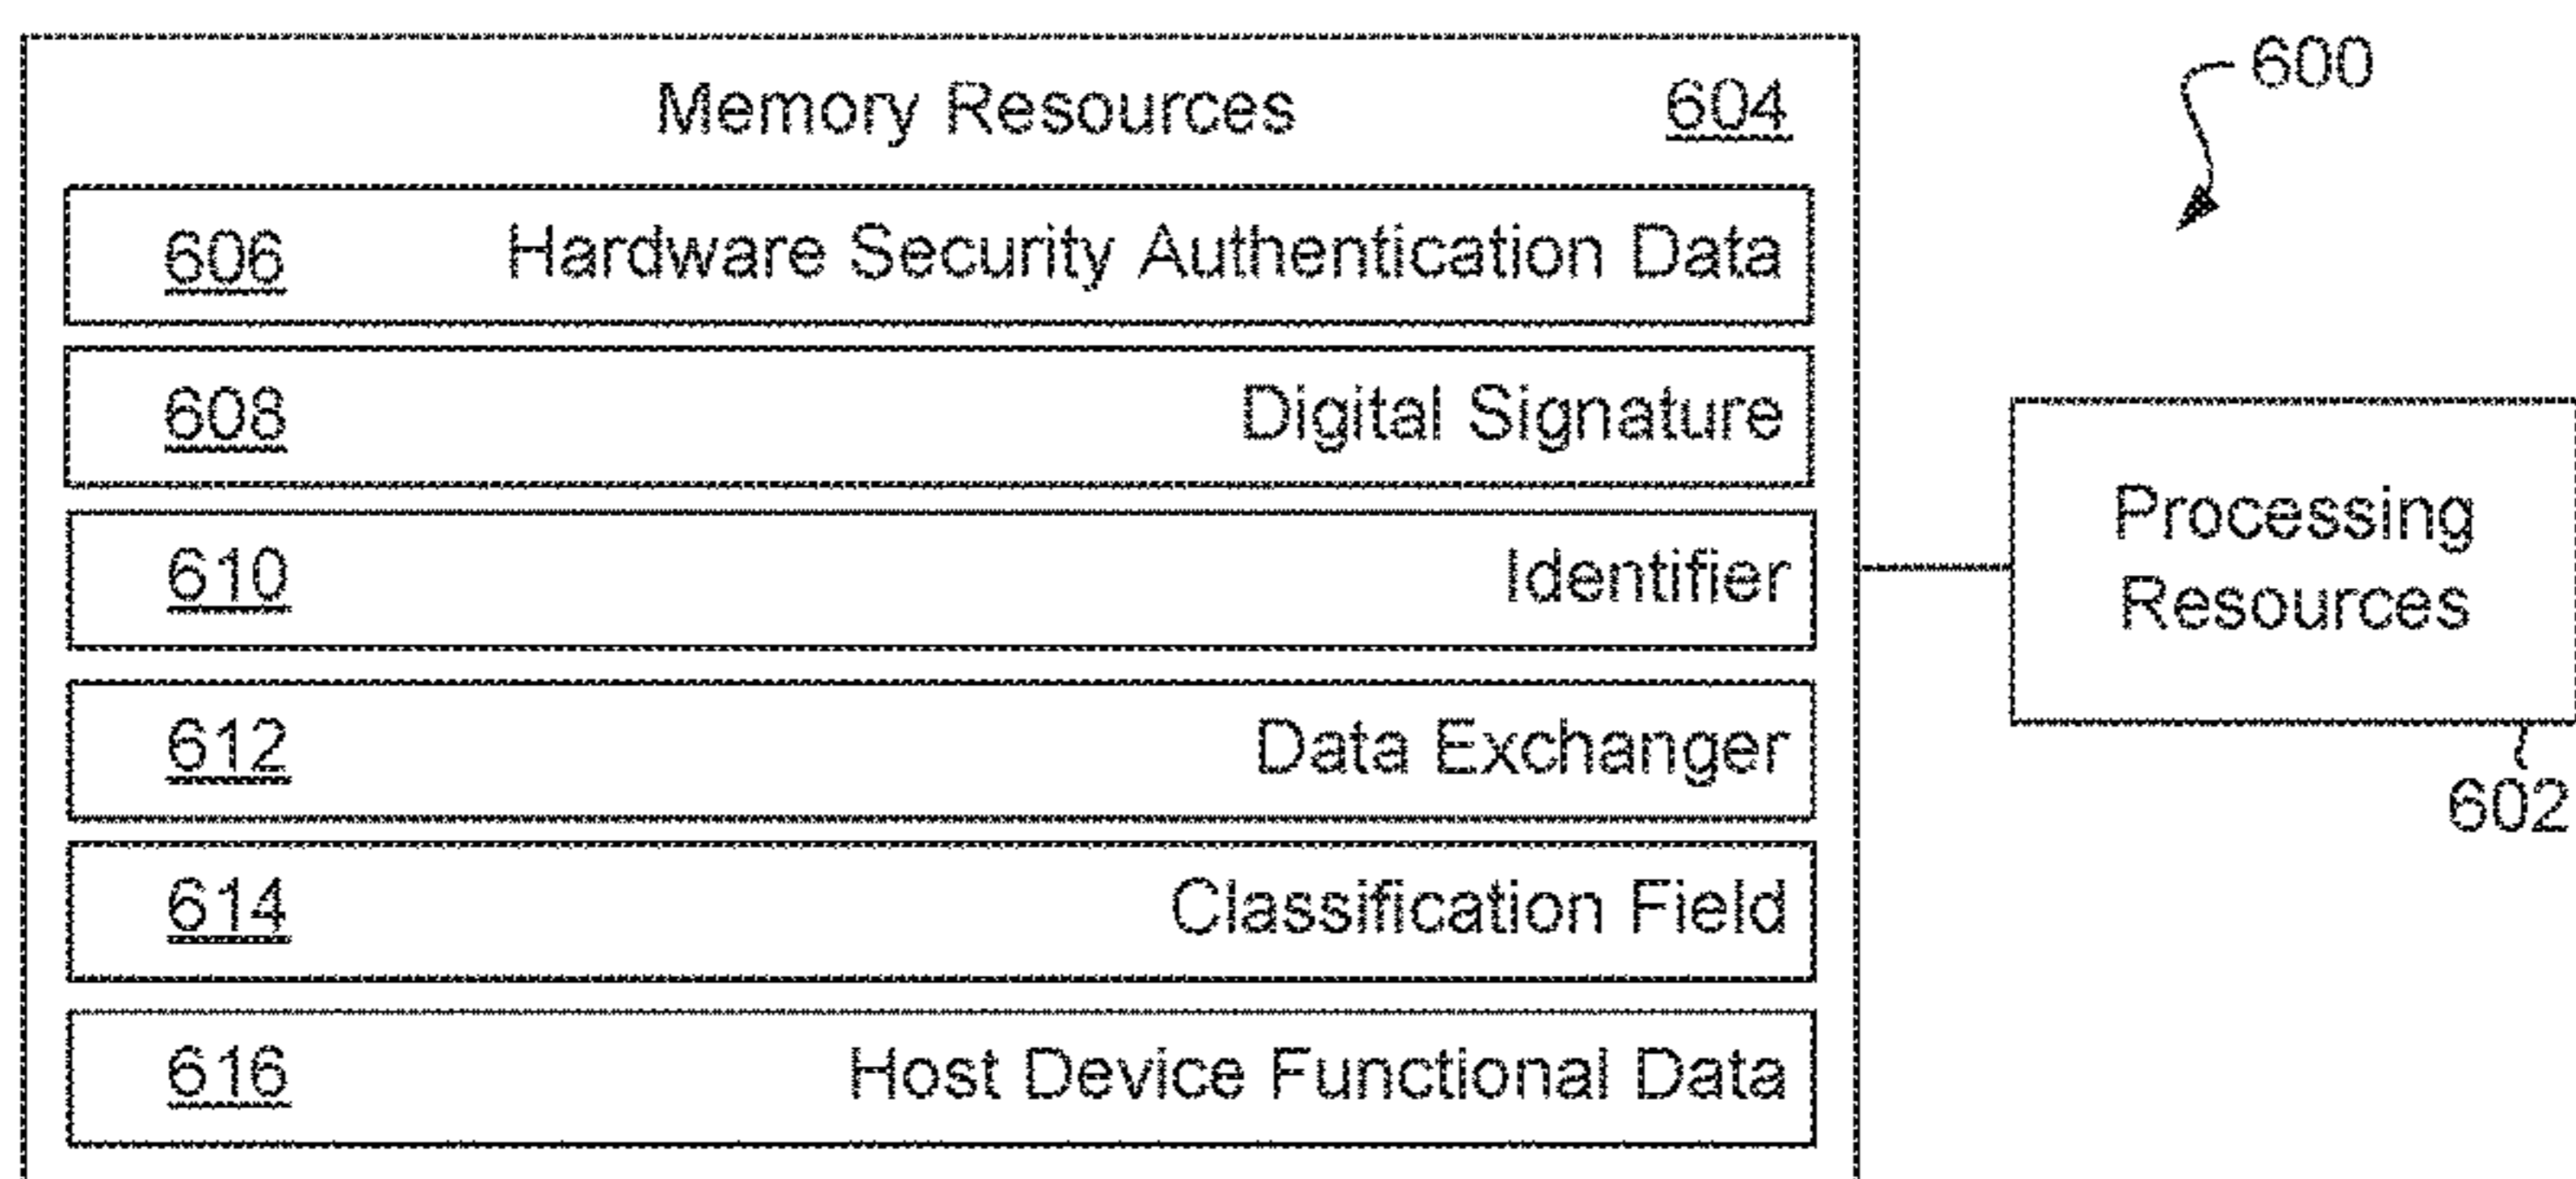 Memory Resources 604
600
606 Hardware Security Authentication Data
608 Digital Signature
610 Identifier
612 Data Exchanger
614 Classification Field
616 Host Device Functional Data
Processing
Resources
602